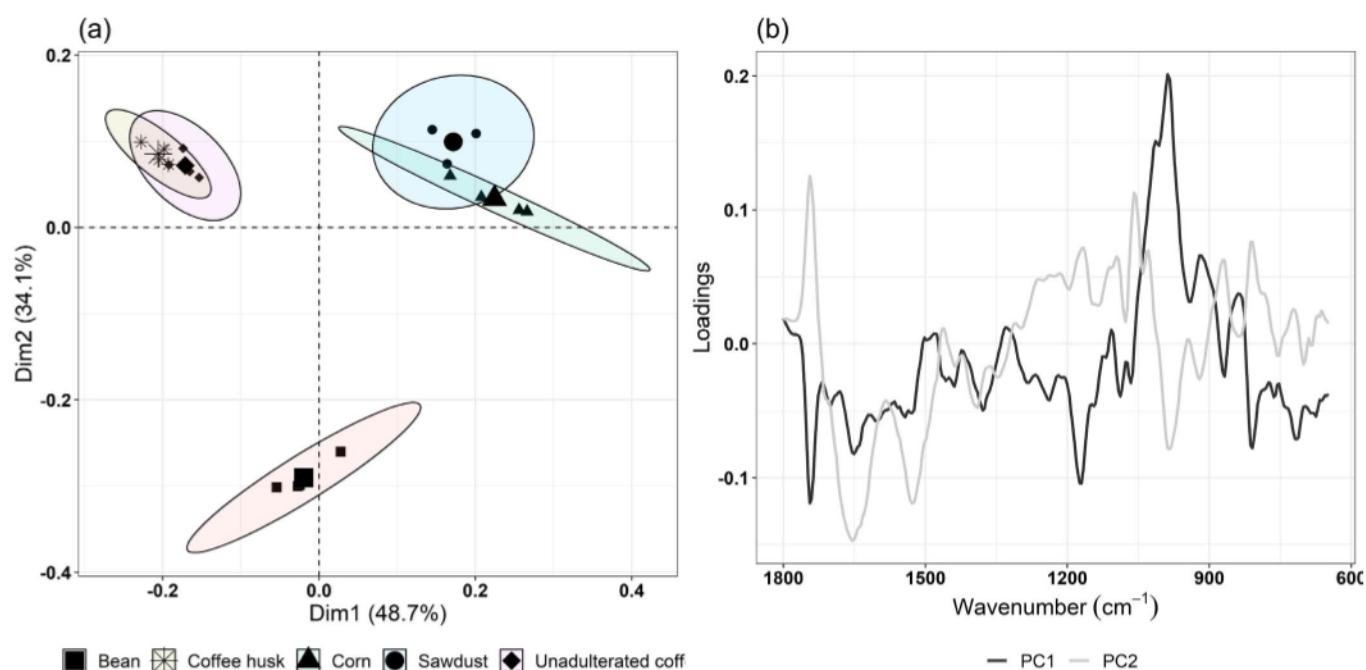 (a)
(b)
0.2
0.0
-0.2
-0.4
Dim2 (34.1%)
-0.2
0.0
0.2
0.4
Dim1 (48.7%)
Bean Coffee husk Corn Sawdust Unadulterated coff
0.2
0.1
0.0
-0.1
Loadings
1800
1500
1200
900
600
Wavenumber (cm⁻¹)
PC1 PC2